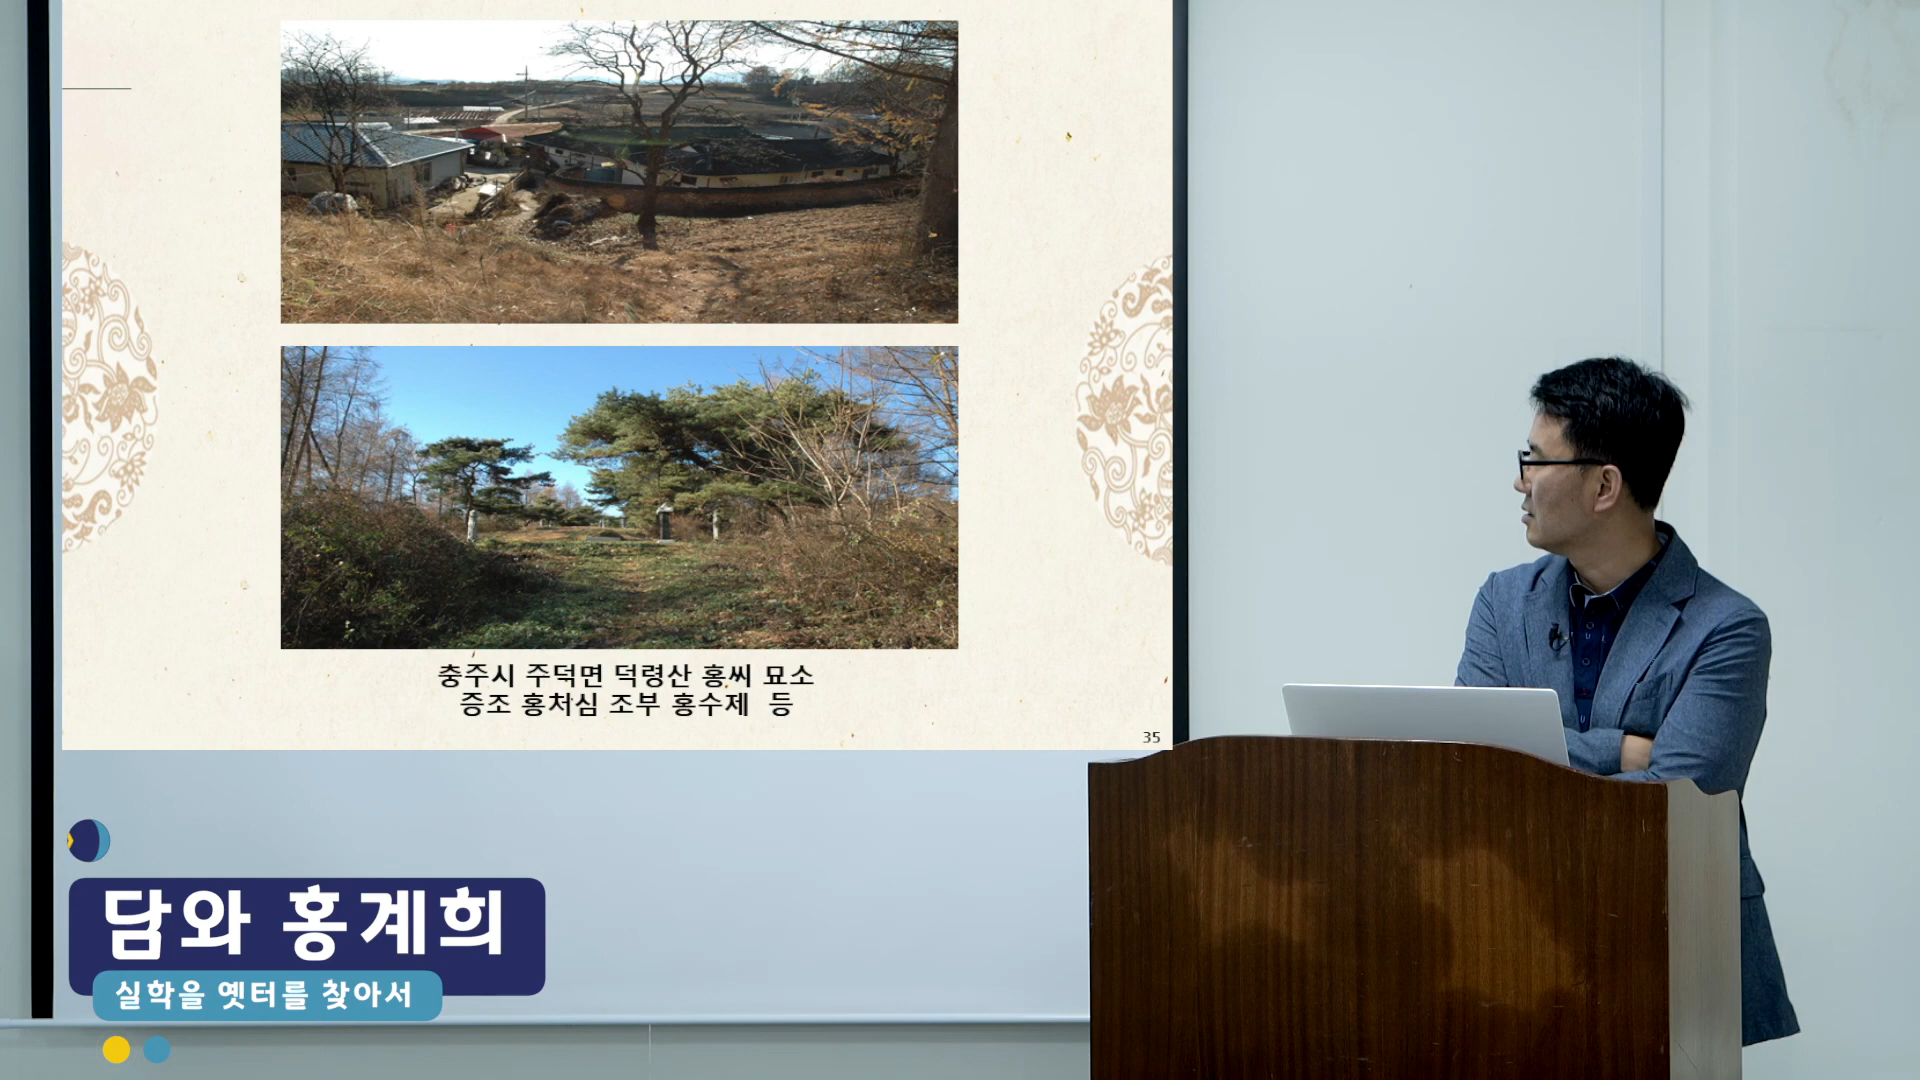 충주시 주덕면 덕령산 홍씨 묘소
증조 홍처심 조부 홍수제 등
35
담와 홍계희
실학을 옛터를 찾아서